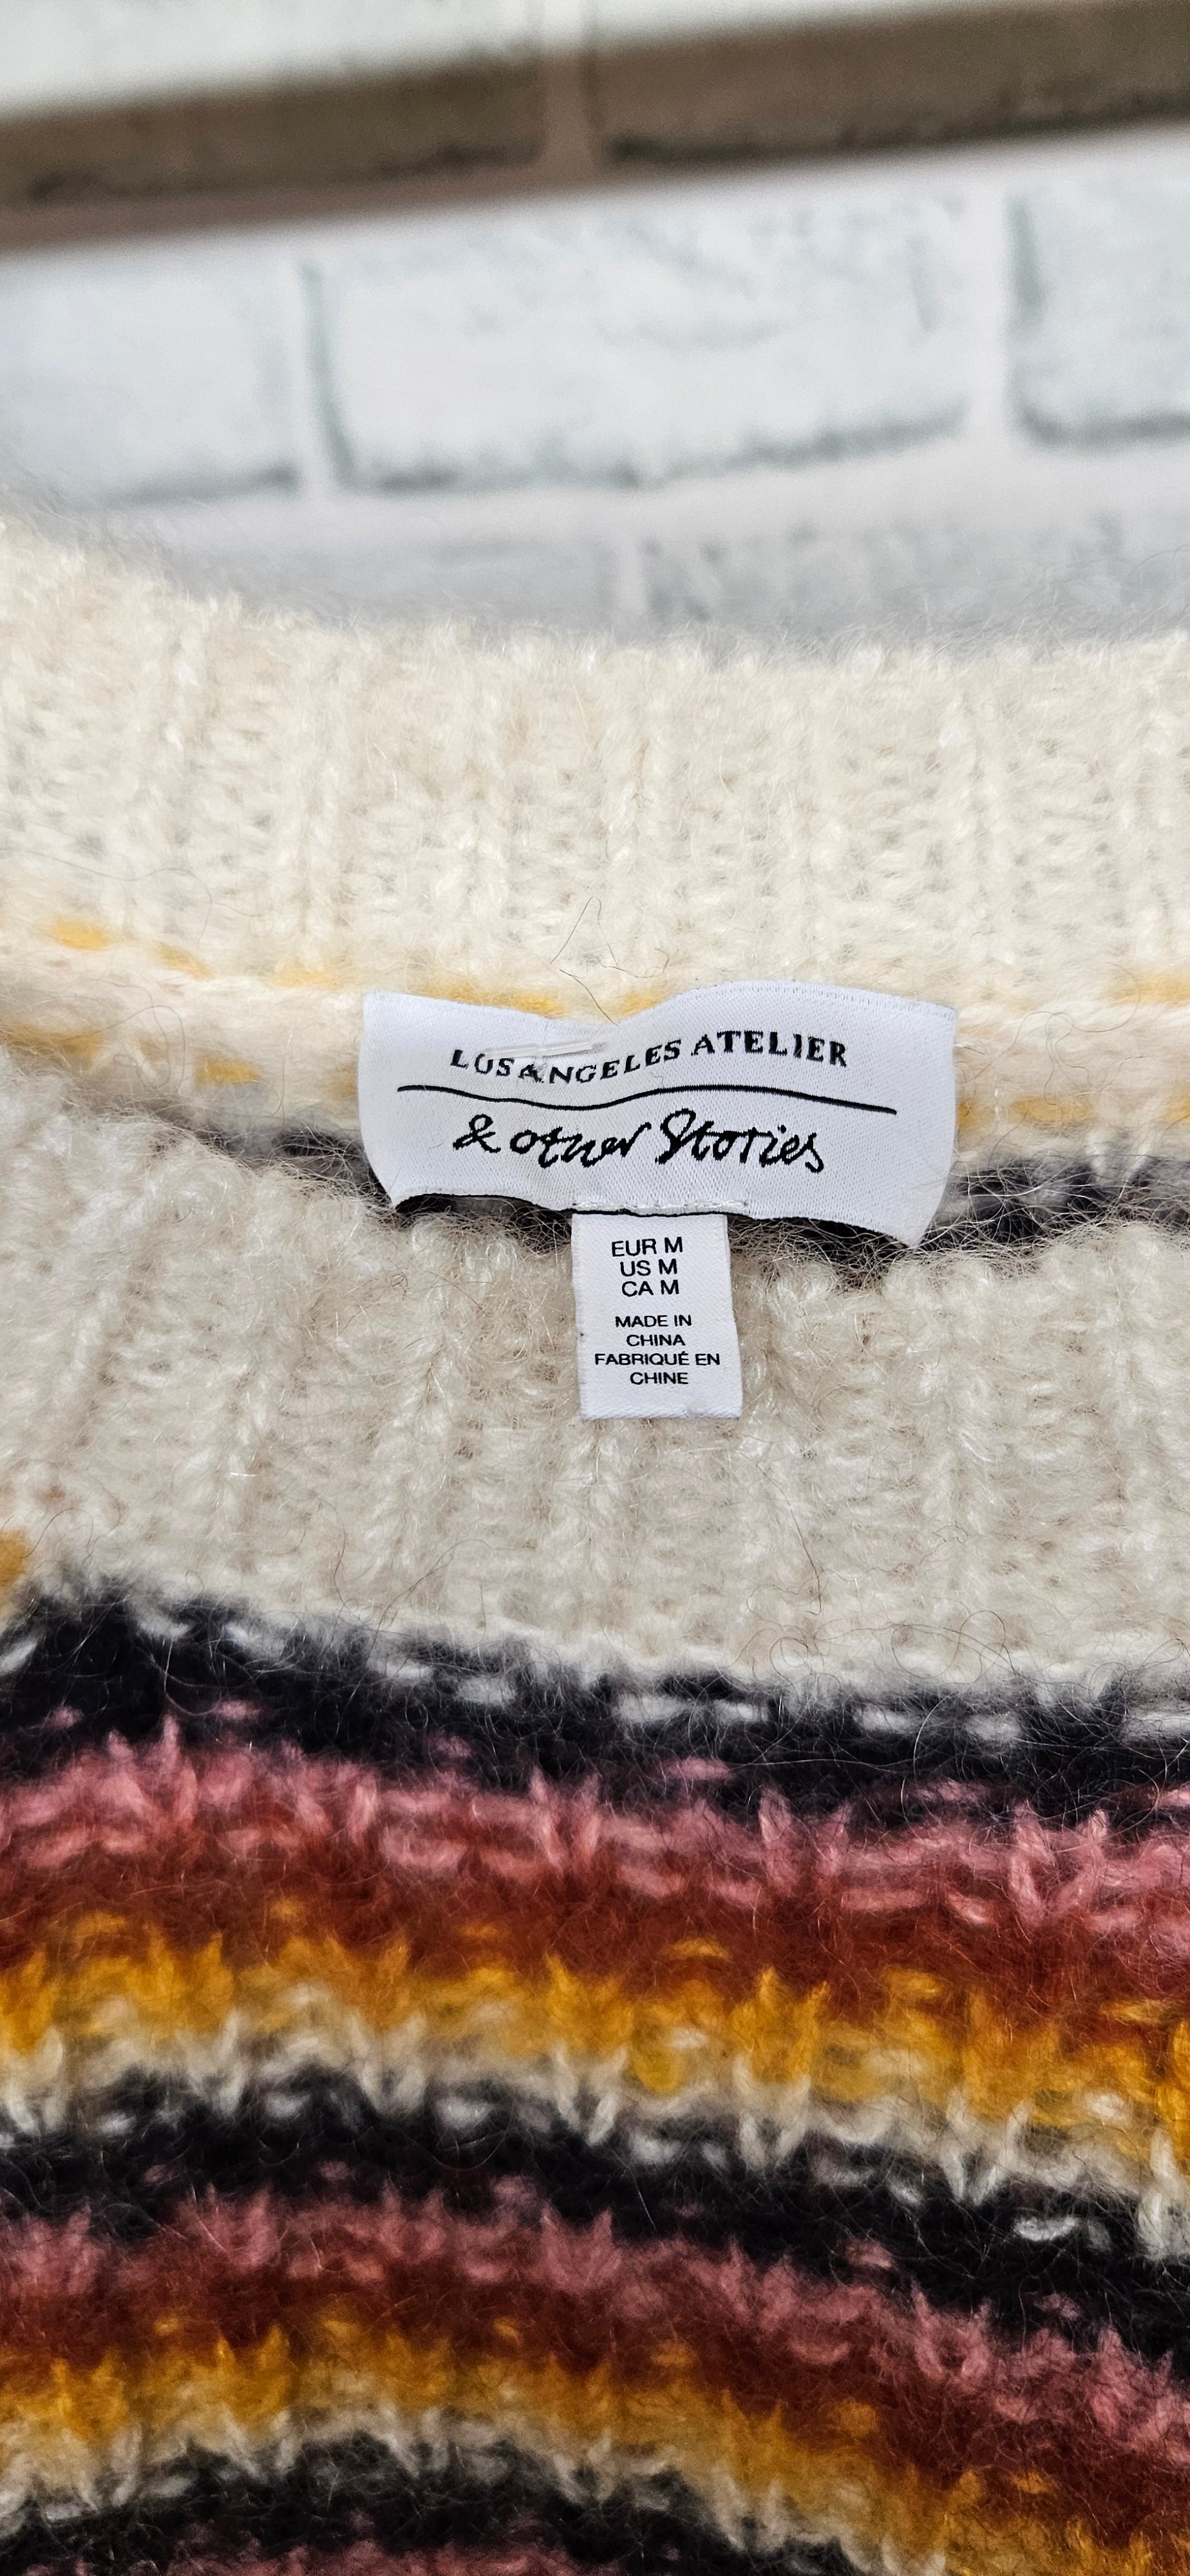 LOS ANGELES ATELIER
& other Stories
EUR M
US M
CA M
MADE IN
CHINA
FABRIQUÉ EN
CHINE